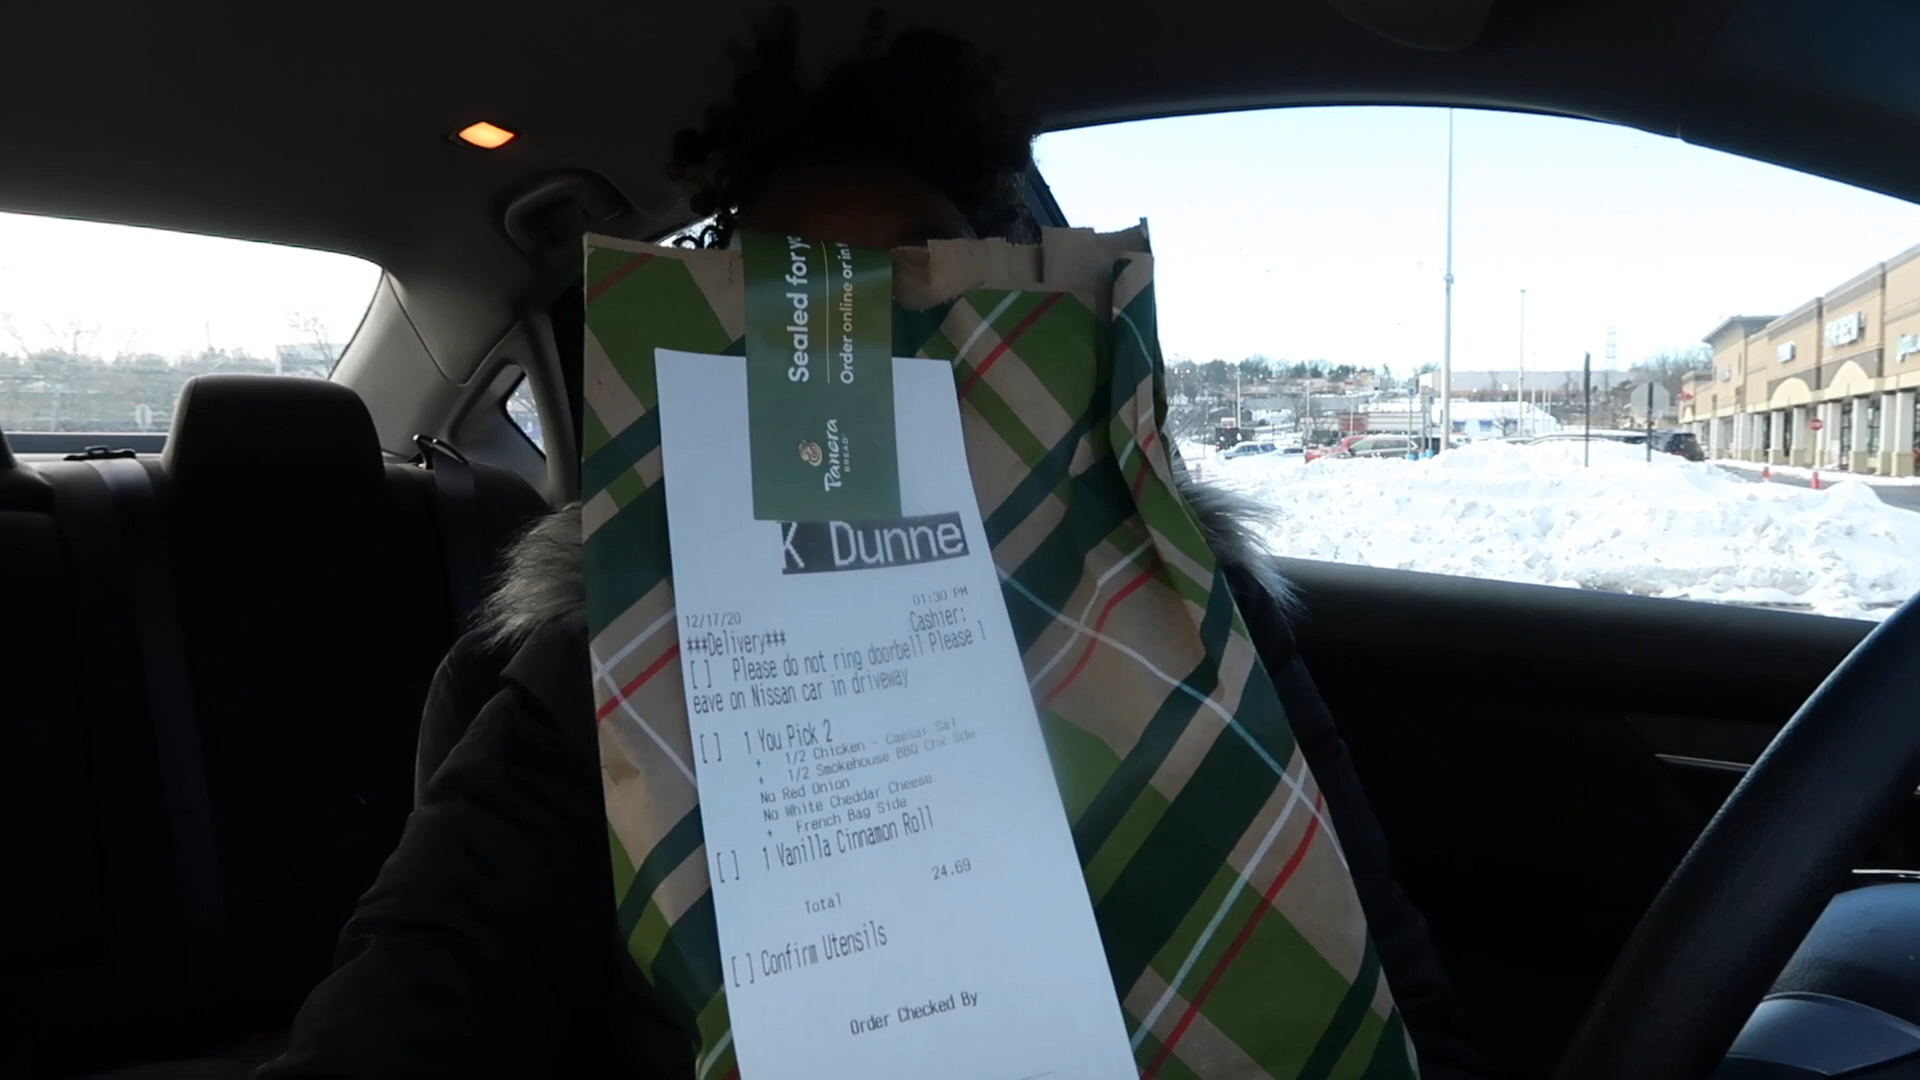 Sealed for y
Order online or in
Panera
BREAD
K Dunne
01:30 PM
12/17/20
Cashier:
***Delivery***
[ ] Please do not ring doorbell Please l
eave on Nissan car in driveway
[ ] 1 You Pick 2
+ 1/2 Chicken - Caesar Sal
+ 1/2 Smokehouse BBQ Chx Sdw
No Red Onion
No White Cheddar Cheese
+ French Bag Side
[ ] 1 Vanilla Cinnamon Roll
24.69
Total
[ ] Confirm Utensils
Order Checked By